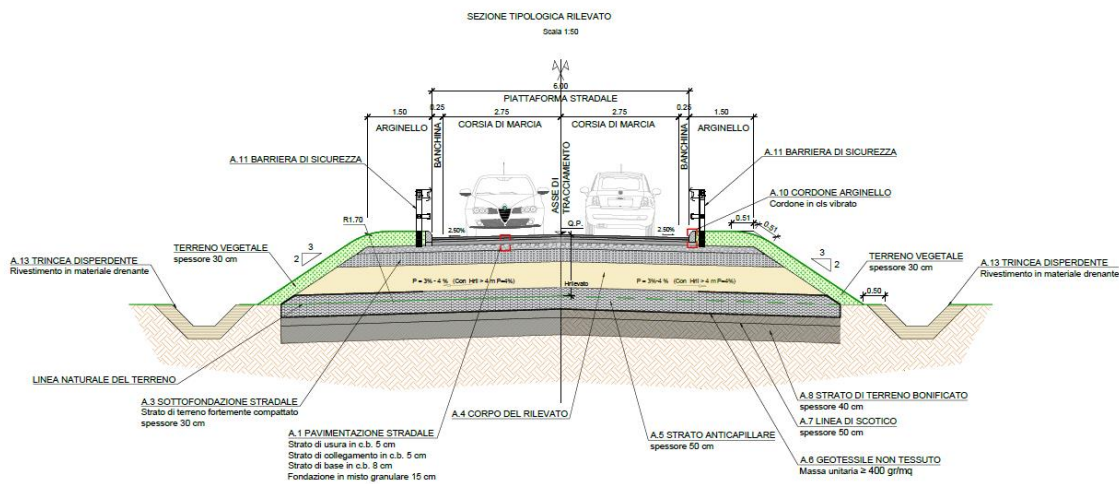 SEZIONE TIPOLOGICA RILEVATO
Scala 1:50
6.00
PIATTAFORMA STRADALE
1.50 0.25 2.75 2.75 0.25 1.50
ARGINELLO BANCHINA CORSIA DI MARCIA CORSIA DI MARCIA BANCHINA ARGINELLO
ASSE DI
TRACCIAMENTO
A.11 BARRIERA DI SICUREZZA
A.11 BARRIERA DI SICUREZZA
A.10 CORDONE ARGINELLO
Cordone in cls vibrato
R1.70
2.50% Q.P. 2.50%
0.51 0.51
3
2
3
2
TERRENO VEGETALE
spessore 30 cm
TERRENO VEGETALE
spessore 30 cm
A.13 TRINCEA DISPERDENTE
Rivestimento in materiale drenante
A.13 TRINCEA DISPERDENTE
Rivestimento in materiale drenante
P = 3%- 4 % (Con Hril > 4 m P=4%)
Hrilevato
P = 3%-4 % (Con Hril > 4 m P=4%)
0.50
LINEA NATURALE DEL TERRENO
A.3 SOTTOFONDAZIONE STRADALE
Strato di terreno fortemente compattato
spessore 30 cm
A.1 PAVIMENTAZIONE STRADALE
Strato di usura in c.b. 5 cm
Strato di collegamento in c.b. 5 cm
Strato di base in c.b. 8 cm
Fondazione in misto granulare 15 cm
A.4 CORPO DEL RILEVATO
A.5 STRATO ANTICAPILLARE
spessore 50 cm
A.8 STRATO DI TERRENO BONIFICATO
spessore 40 cm
A.7 LINEA DI SCOTICO
spessore 50 cm
A.6 GEOTESSILE NON TESSUTO
Massa unitaria ≥ 400 gr/mq